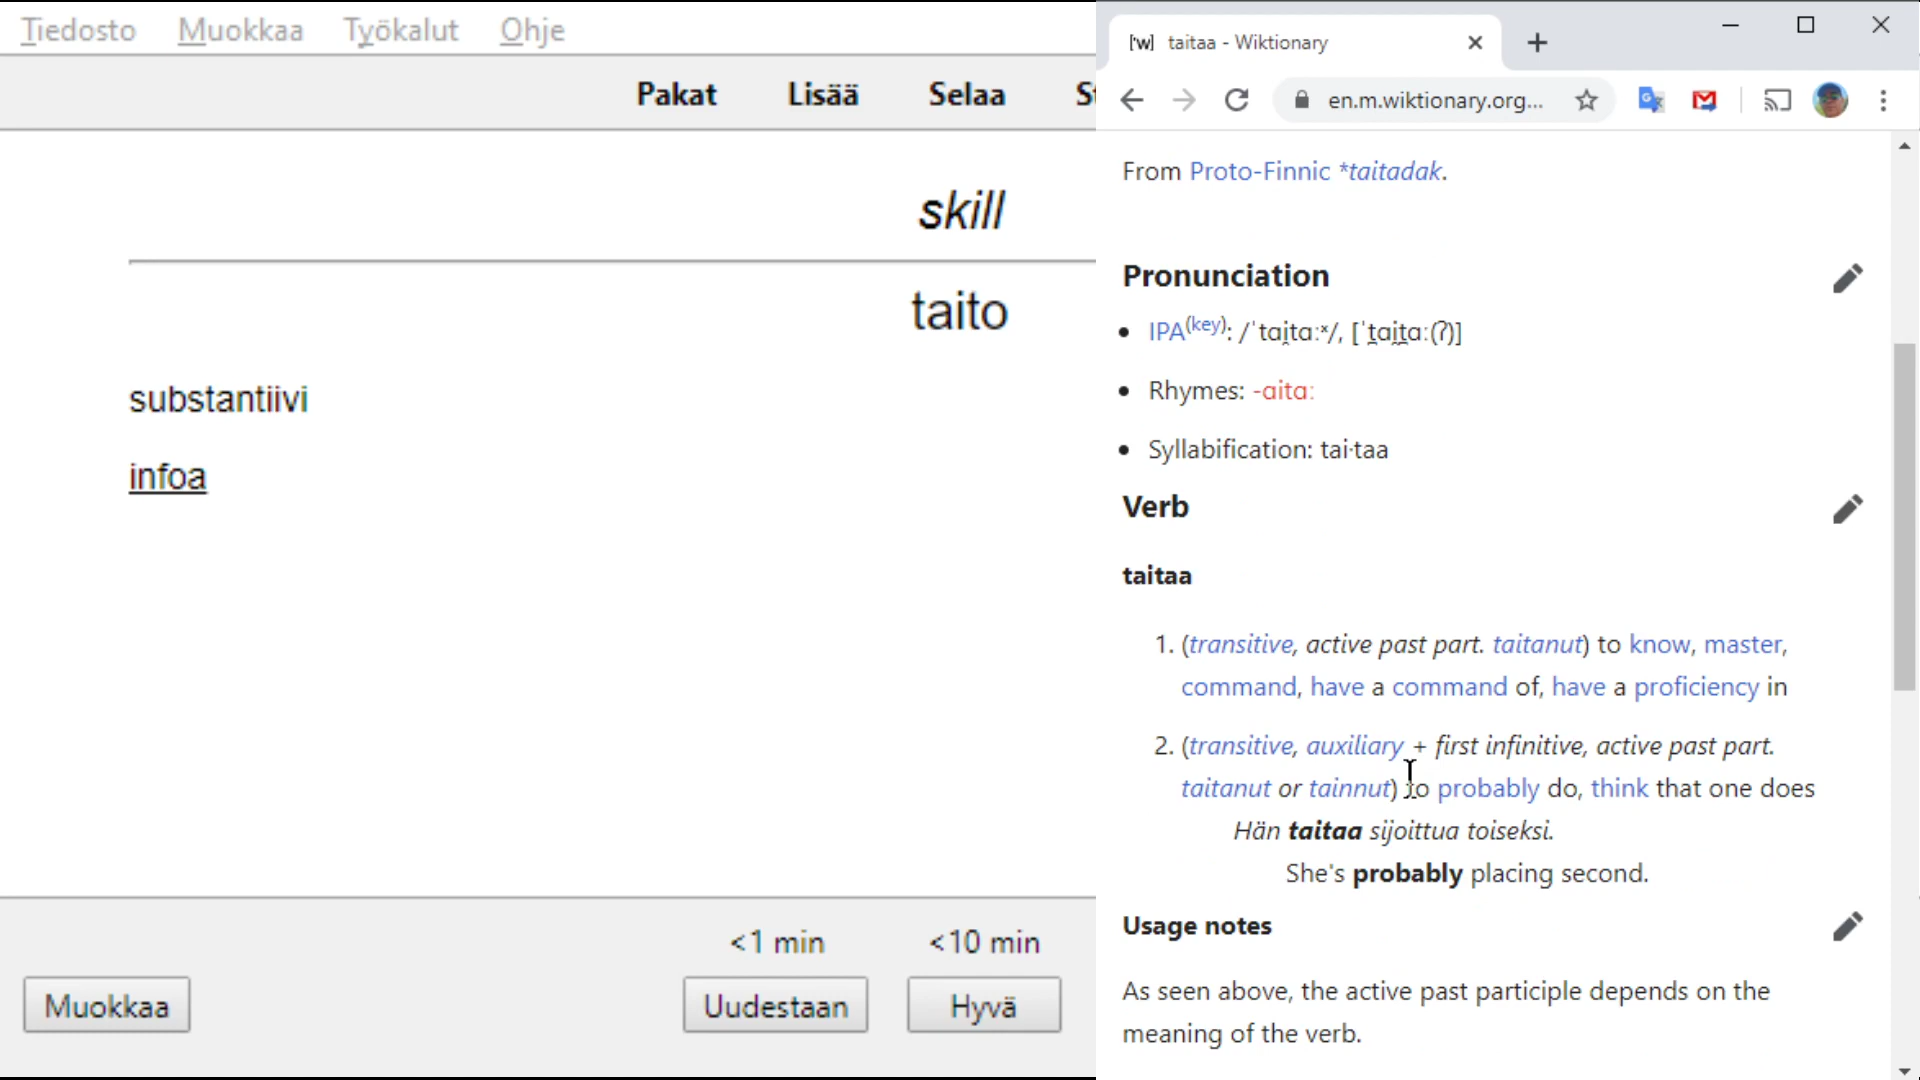 Tiedosto Muokkaa Työkalut Ohje
Pakat Lisää Selaa
skill
taito
substantiivi
infoa
<1 min <10 min
Muokkaa Uudestaan Hyvä
['w] taitaa - Wiktionary
en.m.wiktionary.org...
From Proto-Finnic *taitadak.
Pronunciation
IPA(key): /ˈtɑi̯tɑːˣ/, [ˈt̪ɑi̯t̪ɑː(ʔ)]
Rhymes: -ɑitɑː
Syllabification: tai·taa
Verb
taitaa
1. (transitive, active past part. taitanut) to know, master,
command, have a command of, have a proficiency in
2. (transitive, auxiliary + first infinitive, active past part.
taitanut or tainnut) to probably do, think that one does
Hän taitaa sijoittua toiseksi.
She's probably placing second.
Usage notes
As seen above, the active past participle depends on the
meaning of the verb.